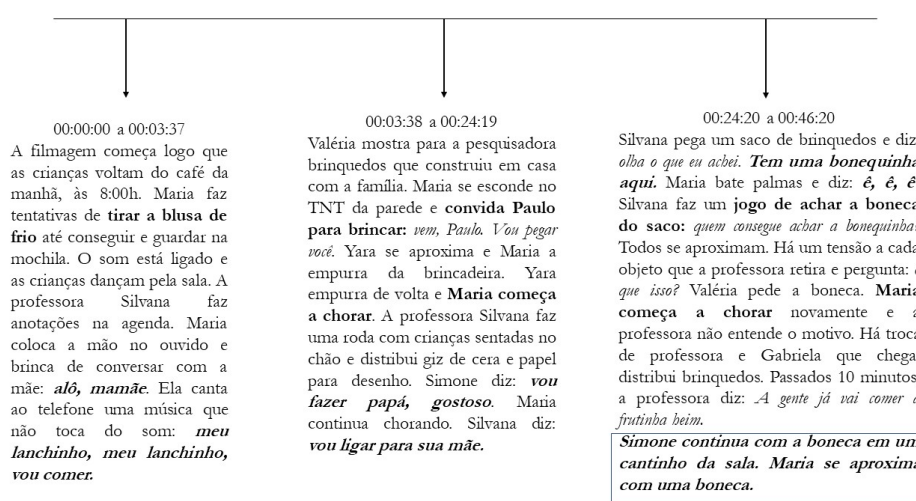 00:00:00 a 00:03:37
A filmagem começa logo que
as crianças voltam do café da
manhã, às 8:00h. Maria faz
tentativas de tirar a blusa de
frio até conseguir e guardar na
mochila. O som está ligado e
as crianças dançam pela sala. A
professora Silvana faz
anotações na agenda. Maria
coloca a mão no ouvido e
brinca de conversar com a
mãe: alô, mamãe. Ela canta
ao telefone uma música que
não toca do som: meu
lanchinho, meu lanchinho,
vou comer.
00:03:38 a 00:24:19
Valéria mostra para a pesquisadora
brinquedos que construiu em casa
com a família. Maria se esconde no
TNT da parede e convida Paulo
para brincar: vem, Paulo. Vou pegar
você. Yara se aproxima e Maria a
empurra da brincadeira. Yara
empurra de volta e Maria começa
a chorar. A professora Silvana faz
uma roda com crianças sentadas no
chão e distribui giz de cera e papel
para desenho. Simone diz: vou
fazer papá, gostoso. Maria
continua chorando. Silvana diz:
vou ligar para sua mãe.
00:24:20 a 00:46:20
Silvana pega um saco de brinquedos e diz
olha o que eu achei. Tem uma bonequinha
aqui. Maria bate palmas e diz: ê, ê, ê
Silvana faz um jogo de achar a boneca
do saco: quem consegue achar a bonequinha
Todos se aproximam. Há um tensão a cada
objeto que a professora retira e pergunta:
que isso? Valéria pede a boneca. Maria
começa a chorar novamente e a
professora não entende o motivo. Há troca
de professora e Gabriela que chega
distribui brinquedos. Passados 10 minutos
a professora diz: A gente já vai comer a
frutinha heim.
Simone continua com a boneca em um
cantinho da sala. Maria se aproxima
com uma boneca.